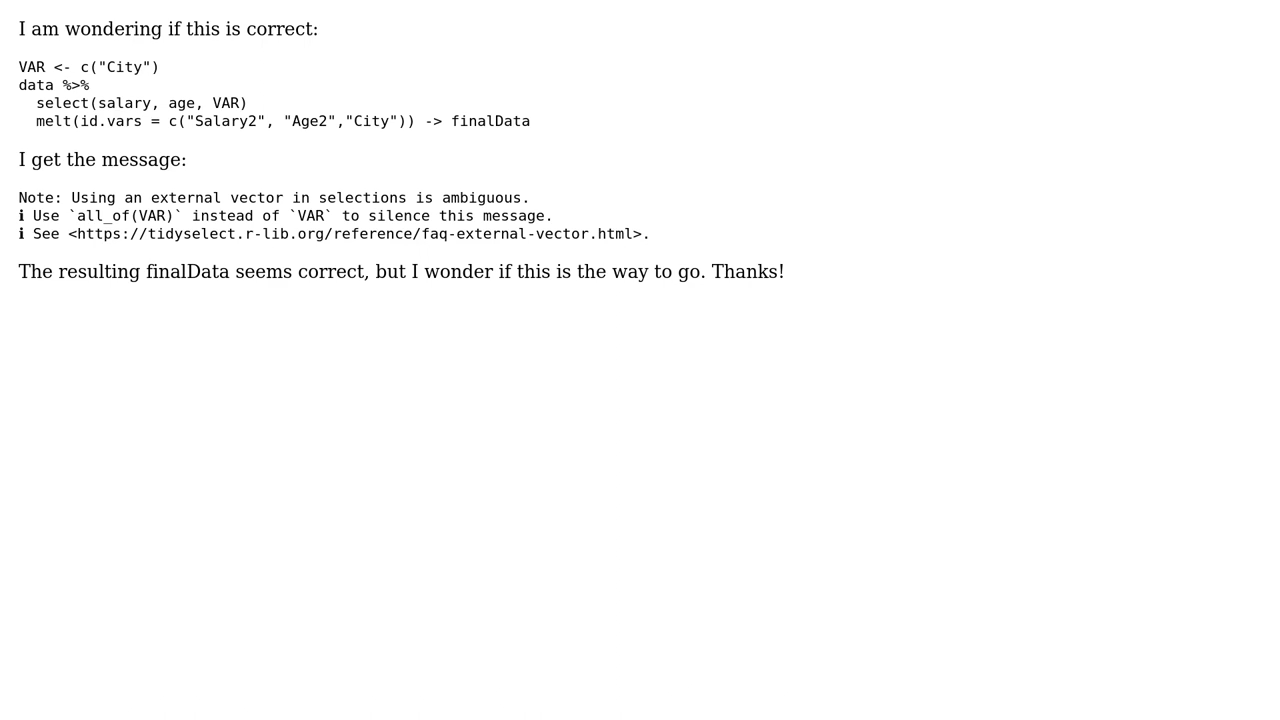 I am wondering if this is correct:
VAR <- c("City")
data %>%
  select(salary, age, VAR)
  melt(id.vars = c("Salary2", "Age2","City")) -> finalData
I get the message:
Note: Using an external vector in selections is ambiguous.
ℹ Use `all_of(VAR)` instead of `VAR` to silence this message.
ℹ See <https://tidyselect.r-lib.org/reference/faq-external-vector.html>.
The resulting finalData seems correct, but I wonder if this is the way to go. Thanks!